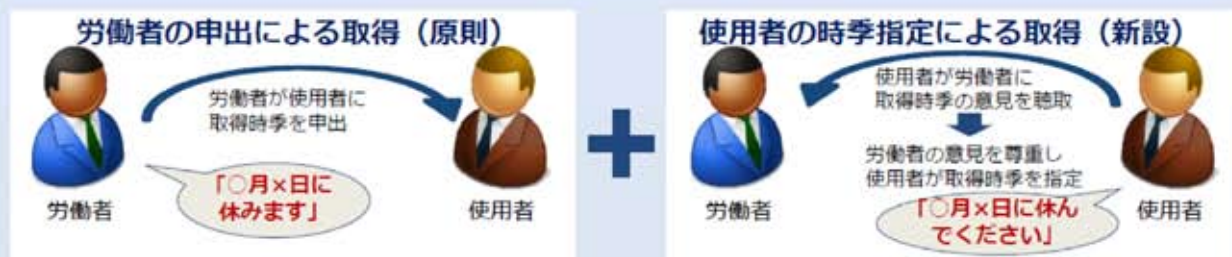 労働者の申出による取得（原則）
労働者が使用者に
取得時季を申出
「○月×日に
休みます」
労働者
使用者
+
使用者の時季指定による取得（新設）
使用者が労働者に
取得時季の意見を聴取
労働者の意見を尊重し
使用者が取得時季を指定
「○月×日に休ん
でください」
労働者
使用者